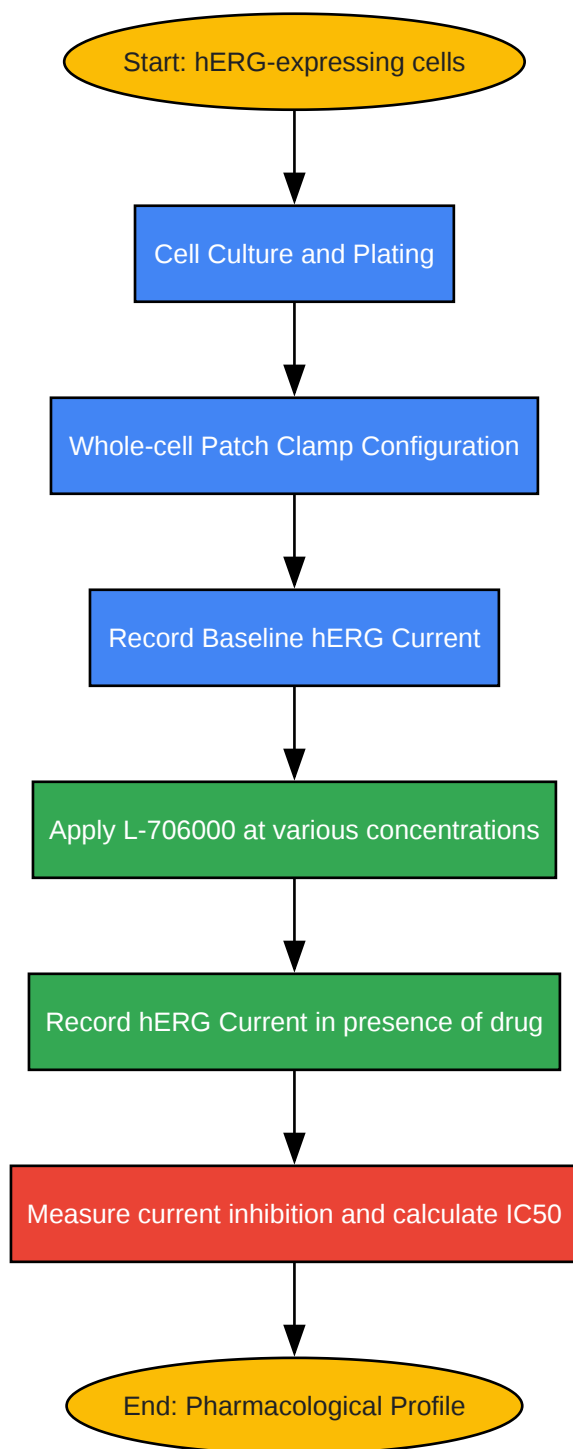 Start: hERG-expressing cells
Cell Culture and Plating
Whole-cell Patch Clamp Configuration
Record Baseline hERG Current
Apply L-706000 at various concentrations
Record hERG Current in presence of drug
Measure current inhibition and calculate IC50
End: Pharmacological Profile